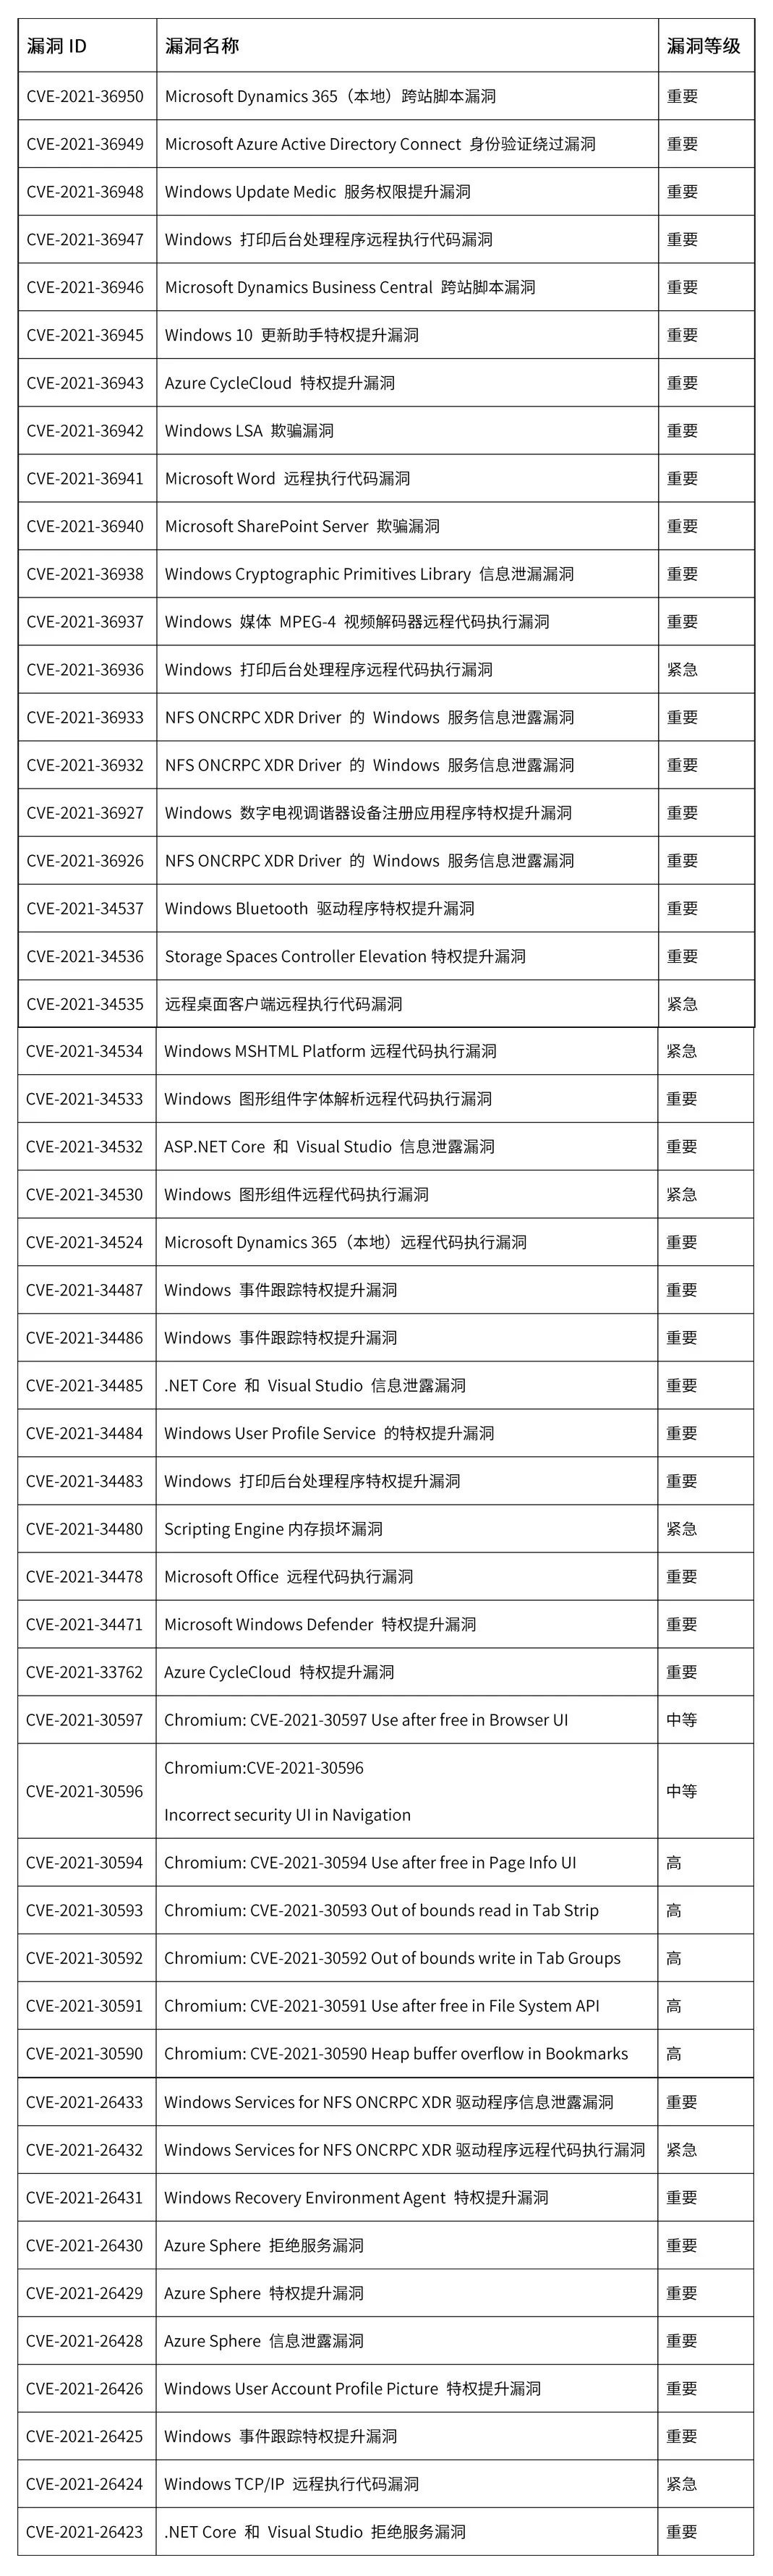 漏洞 ID 漏洞名称 漏洞等级
CVE-2021-36950 Microsoft Dynamics 365（本地）跨站脚本漏洞 重要
CVE-2021-36949 Microsoft Azure Active Directory Connect 身份验证绕过漏洞 重要
CVE-2021-36948 Windows Update Medic 服务权限提升漏洞 重要
CVE-2021-36947 Windows 打印后台处理程序远程执行代码漏洞 重要
CVE-2021-36946 Microsoft Dynamics Business Central 跨站脚本漏洞 重要
CVE-2021-36945 Windows 10 更新助手特权提升漏洞 重要
CVE-2021-36943 Azure CycleCloud 特权提升漏洞 重要
CVE-2021-36942 Windows LSA 欺骗漏洞 重要
CVE-2021-36941 Microsoft Word 远程执行代码漏洞 重要
CVE-2021-36940 Microsoft SharePoint Server 欺骗漏洞 重要
CVE-2021-36938 Windows Cryptographic Primitives Library 信息泄漏漏洞 重要
CVE-2021-36937 Windows 媒体 MPEG-4 视频解码器远程代码执行漏洞 重要
CVE-2021-36936 Windows 打印后台处理程序远程代码执行漏洞 紧急
CVE-2021-36933 NFS ONCRPC XDR Driver 的 Windows 服务信息泄露漏洞 重要
CVE-2021-36932 NFS ONCRPC XDR Driver 的 Windows 服务信息泄露漏洞 重要
CVE-2021-36927 Windows 数字电视调谐器设备注册应用程序特权提升漏洞 重要
CVE-2021-36926 NFS ONCRPC XDR Driver 的 Windows 服务信息泄露漏洞 重要
CVE-2021-34537 Windows Bluetooth 驱动程序特权提升漏洞 重要
CVE-2021-34536 Storage Spaces Controller Elevation 特权提升漏洞 重要
CVE-2021-34535 远程桌面客户端远程执行代码漏洞 紧急
CVE-2021-34534 Windows MSHTML Platform 远程代码执行漏洞 紧急
CVE-2021-34533 Windows 图形组件字体解析远程代码执行漏洞 重要
CVE-2021-34532 ASP.NET Core 和 Visual Studio 信息泄露漏洞 重要
CVE-2021-34530 Windows 图形组件远程代码执行漏洞 紧急
CVE-2021-34524 Microsoft Dynamics 365（本地）远程代码执行漏洞 重要
CVE-2021-34487 Windows 事件跟踪特权提升漏洞 重要
CVE-2021-34486 Windows 事件跟踪特权提升漏洞 重要
CVE-2021-34485 .NET Core 和 Visual Studio 信息泄露漏洞 重要
CVE-2021-34484 Windows User Profile Service 的特权提升漏洞 重要
CVE-2021-34483 Windows 打印后台处理程序特权提升漏洞 重要
CVE-2021-34480 Scripting Engine 内存损坏漏洞 紧急
CVE-2021-34478 Microsoft Office 远程代码执行漏洞 重要
CVE-2021-34471 Microsoft Windows Defender 特权提升漏洞 重要
CVE-2021-33762 Azure CycleCloud 特权提升漏洞 重要
CVE-2021-30597 Chromium: CVE-2021-30597 Use after free in Browser UI 中等
Chromium:CVE-2021-30596
CVE-2021-30596 中等
Incorrect security UI in Navigation
CVE-2021-30594 Chromium: CVE-2021-30594 Use after free in Page Info UI 高
CVE-2021-30593 Chromium: CVE-2021-30593 Out of bounds read in Tab Strip 高
CVE-2021-30592 Chromium: CVE-2021-30592 Out of bounds write in Tab Groups 高
CVE-2021-30591 Chromium: CVE-2021-30591 Use after free in File System API 高
CVE-2021-30590 Chromium: CVE-2021-30590 Heap buffer overflow in Bookmarks 高
CVE-2021-26433 Windows Services for NFS ONCRPC XDR 驱动程序信息泄露漏洞 重要
CVE-2021-26432 Windows Services for NFS ONCRPC XDR 驱动程序远程代码执行漏洞 紧急
CVE-2021-26431 Windows Recovery Environment Agent 特权提升漏洞 重要
CVE-2021-26430 Azure Sphere 拒绝服务漏洞 重要
CVE-2021-26429 Azure Sphere 特权提升漏洞 重要
CVE-2021-26428 Azure Sphere 信息泄露漏洞 重要
CVE-2021-26426 Windows User Account Profile Picture 特权提升漏洞 重要
CVE-2021-26425 Windows 事件跟踪特权提升漏洞 重要
CVE-2021-26424 Windows TCP/IP 远程执行代码漏洞 紧急
CVE-2021-26423 .NET Core 和 Visual Studio 拒绝服务漏洞 重要